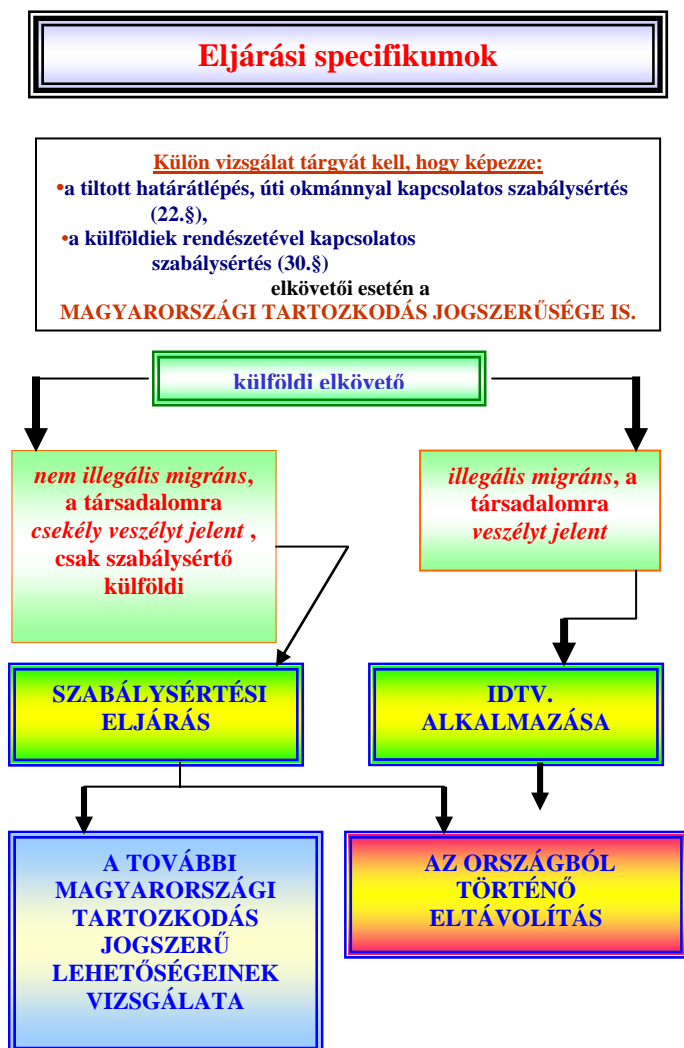 Eljárási specifikumok
Külön vizsgálat tárgyát kell, hogy képezze:
•a tiltott határátlépés, úti okmánnyal kapcsolatos szabálysértés
(22.§),
•a külföldiek rendészetével kapcsolatos
szabálysértés (30.§)
elkövetői esetén a
MAGYARORSZÁGI TARTOZKODÁS JOGSZERŰSÉGE IS.
külföldi elkövető
nem illegális migráns,
a társadalomra
csekély veszélyt jelent ,
csak szabálysértő
külföldi
illegális migráns, a
társadalomra
veszélyt jelent
SZABÁLYSÉRTÉSI
ELJÁRÁS
IDTV.
ALKALMAZÁSA
A TOVÁBBI
MAGYARORSZÁGI
TARTOZKODÁS
JOGSZERŰ
LEHETŐSÉGEINEK
VIZSGÁLATA
AZ ORSZÁGBÓL
TÖRTÉNŐ
ELTÁVOLÍTÁS